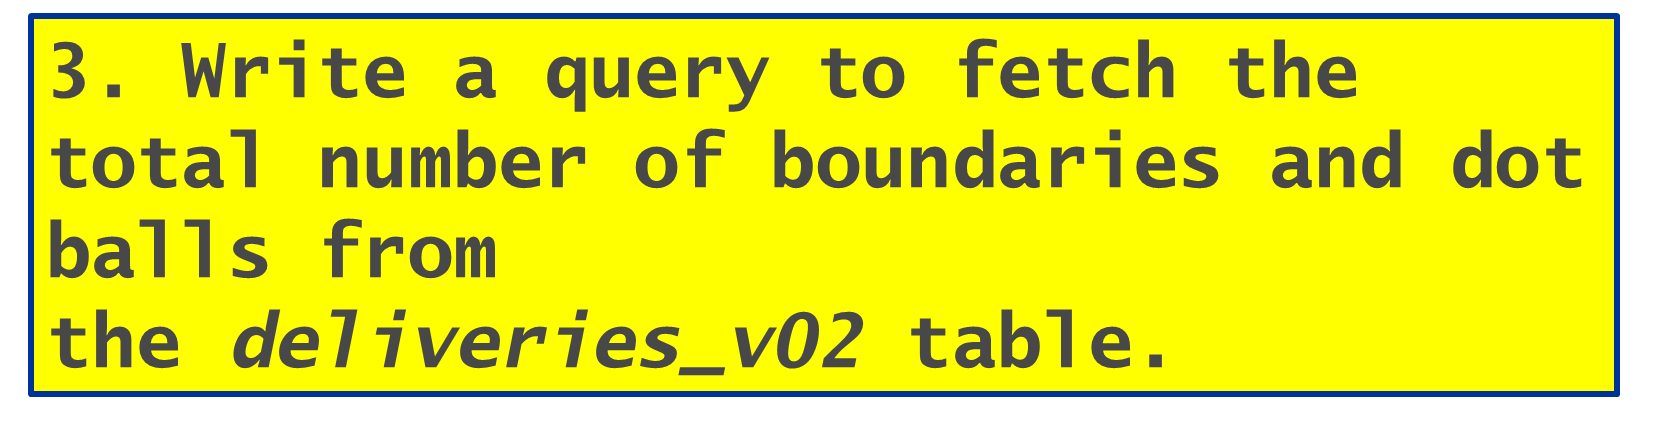 3. Write a query to fetch the
total number of boundaries and dot
balls from
the deliveries_v02 table.